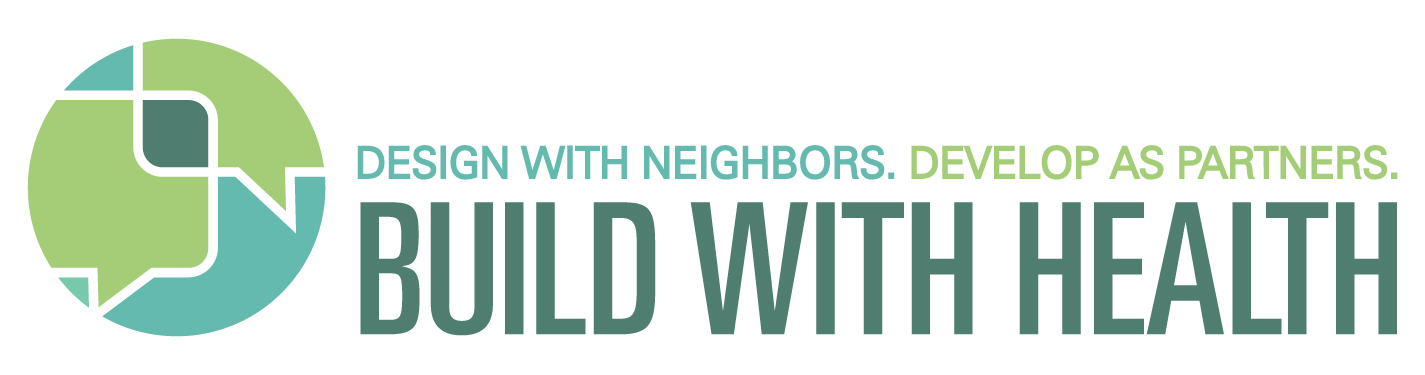 DESIGN WITH NEIGHBORS. DEVELOP AS PARTNERS.
BUILD WITH HEALTH